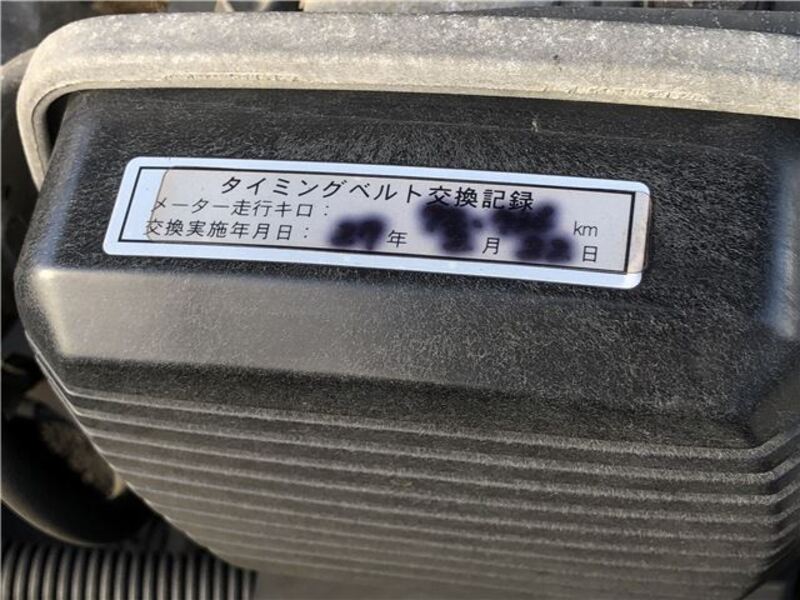 タイミングベルト交換記録
メーター走行キロ： km
交換実施年月日： 年 月 日